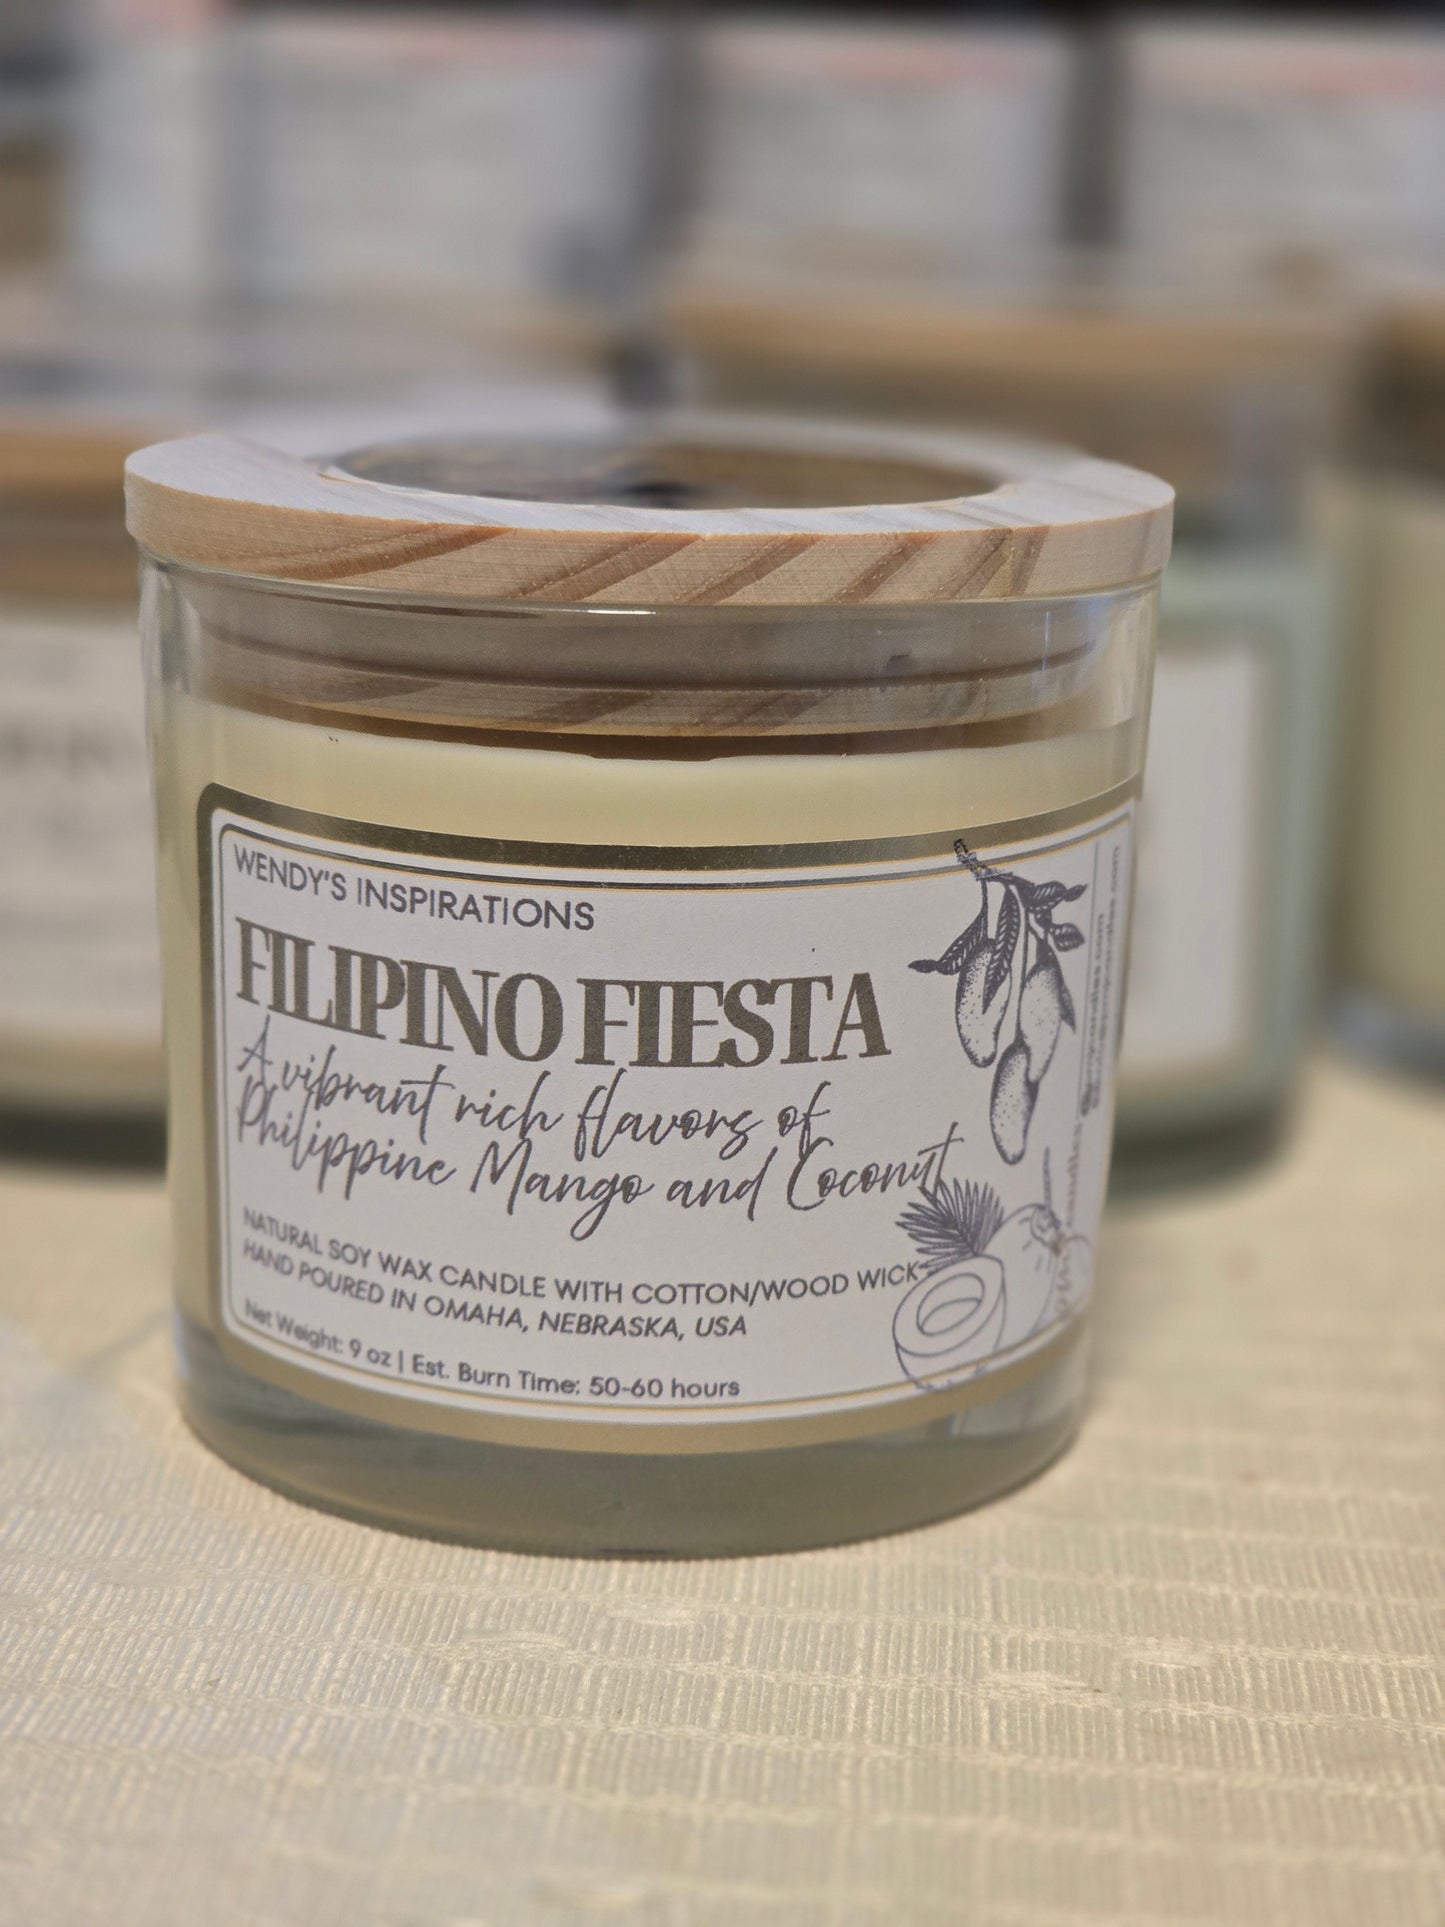 WENDY'S INSPIRATIONS
FILIPINO FIESTA
A vibrant rich flavors of
Philippine Mango and Coconut
NATURAL SOY WAX CANDLE WITH COTTON/WOOD WICK
HAND POURED IN OMAHA, NEBRASKA, USA
Net Weight: 9 oz | Est. Burn Time: 50-60 hours